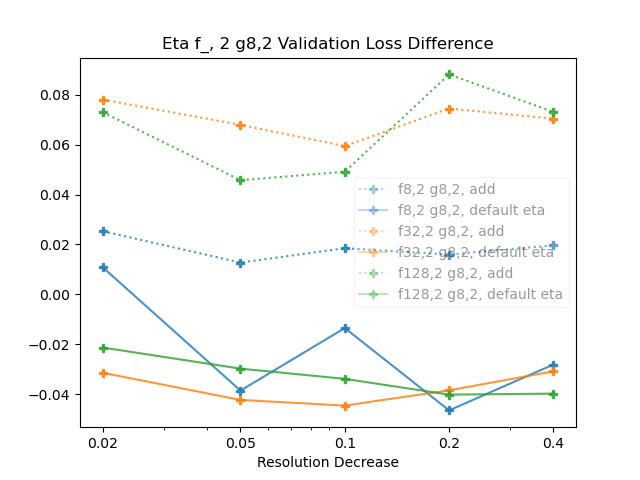 Eta f_, 2 g8,2 Validation Loss Difference
0.08
0.06
0.04
0.02
0.00
−0.02
−0.04
f8,2 g8,2, add
f8,2 g8,2, default eta
f32,2 g8,2, add
f32,2 g8,2, default eta
f128,2 g8,2, add
f128,2 g8,2, default eta
0.02 0.05 0.1 0.2 0.4
Resolution Decrease